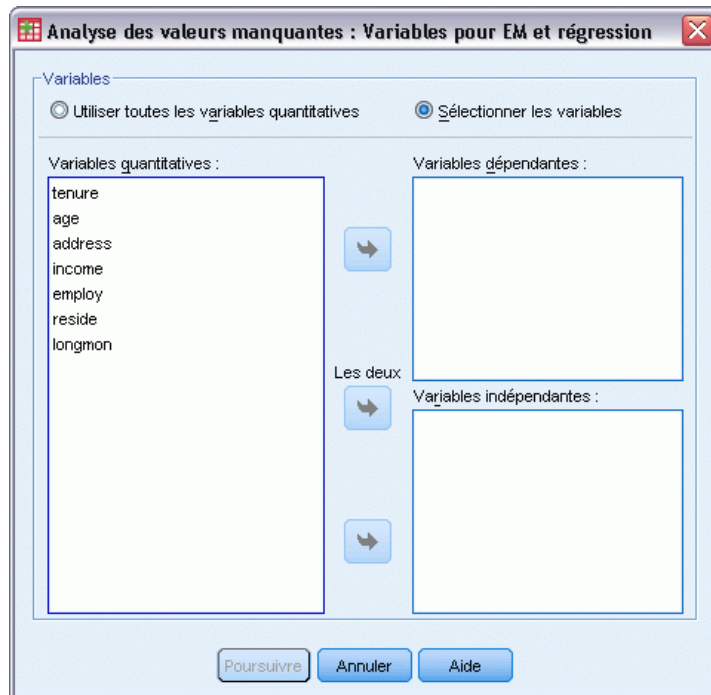 Analyse des valeurs manquantes : Variables pour EM et régression
Variables
Utiliser toutes les variables quantitatives
Sélectionner les variables
Variables quantitatives :
tenure
age
address
income
employ
reside
longmon
Les deux
Variables dépendantes :
Variables indépendantes :
Poursuivre
Annuler
Aide